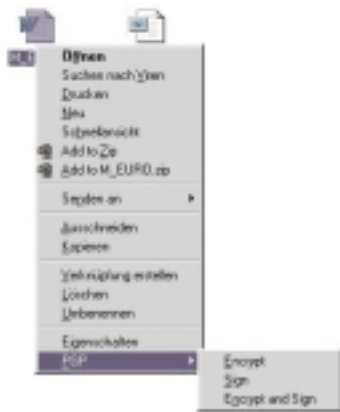 Öffnen
Suchen nach Viren
Drucken
Neu
Schnellansicht
Add to Zip
Add to M_EURO.zip
Senden an
Ausschneiden
Kopieren
Verknüpfung erstellen
Löschen
Umbenennen
Eigenschaften
PGP
Encrypt
Sign
Encrypt and Sign